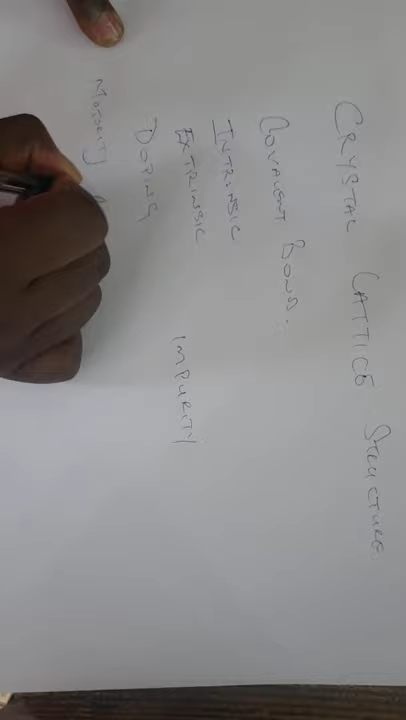 CRYSTAL LATTICE STRUCTURE
COVALENT BOND.
INTRINSIC
EXTRINSIC IMPURITY
DOPING